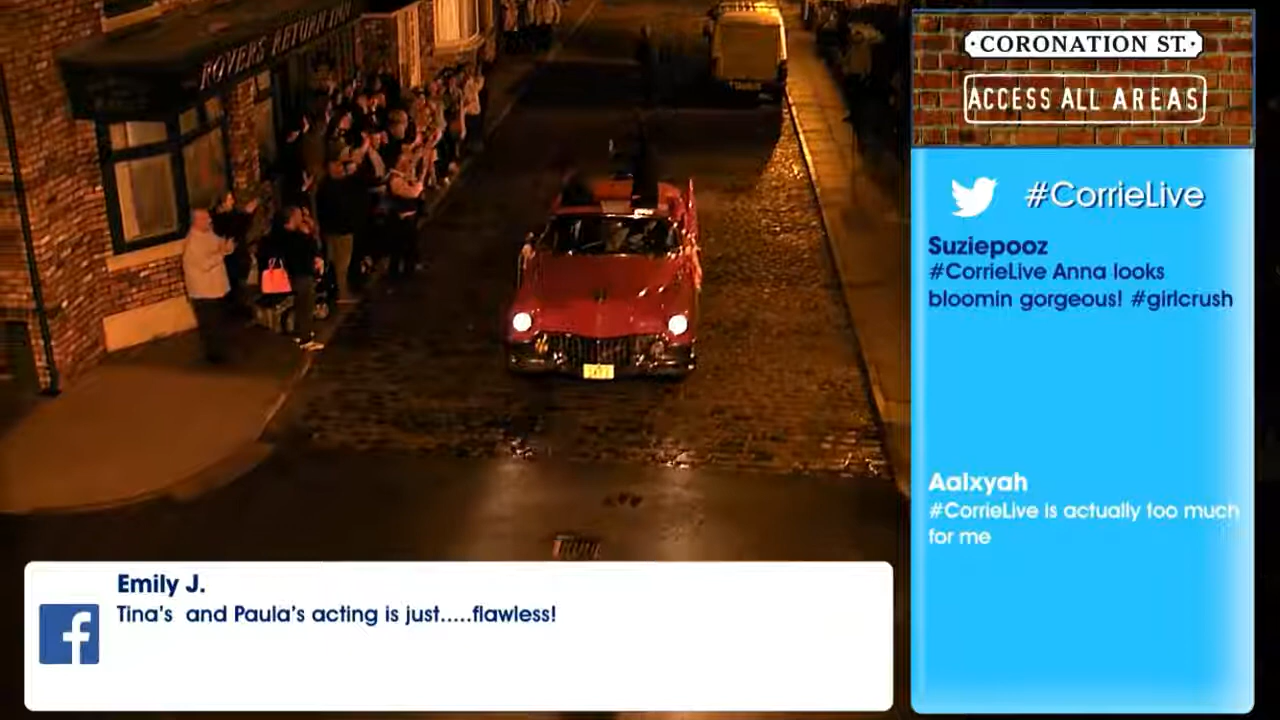 ROVERS RETURN INN
·CORONATION ST.·
ACCESS ALL AREAS
#CorrieLive
Suziepooz
#CorrieLive Anna looks
bloomin gorgeous! #girlcrush
Aalxyah
#CorrieLive is actually too much
for me
Emily J.
Tina's  and Paula's acting is just.....flawless!